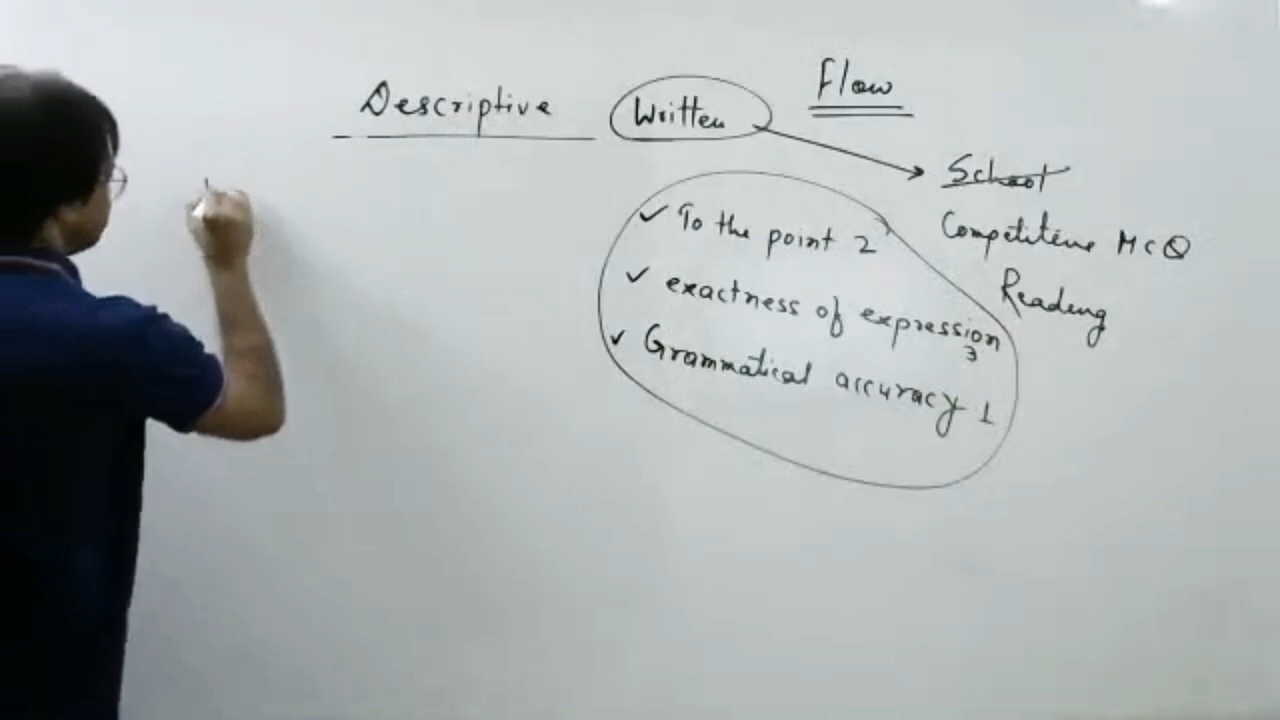 Flow
Descriptive Written
School
Competitive McQ
Reading
✓ To the point 2
✓ exactness of expression
3
✓ Grammatical accuracy 1